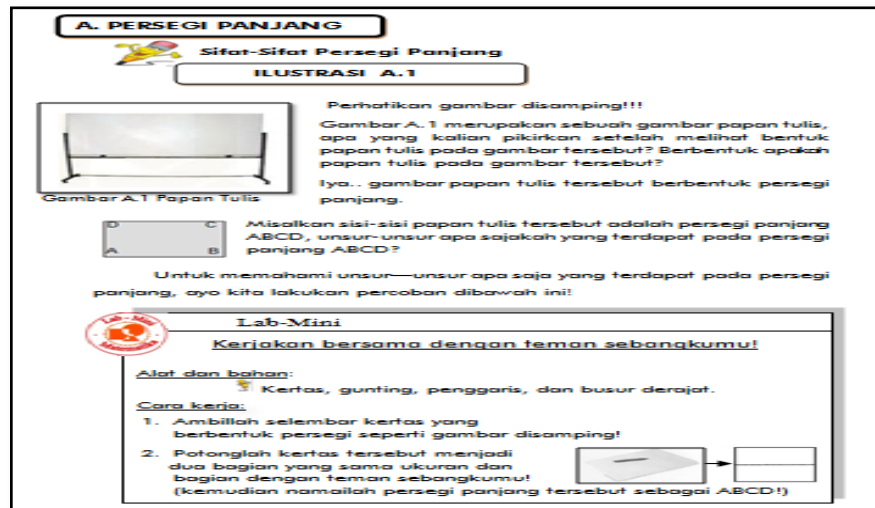 A. PERSEGI PANJANG
Sifat-Sifat Persegi Panjang
ILUSTRASI A.1
Perhatikan gambar disamping!!!
Gambar A.1 merupakan sebuah gambar papan tulis,
apa yang kalian pikirkan setelah melihat bentuk
papan tulis pada gambar tersebut? Berbentuk apakah
papan tulis pada gambar tersebut?
Iya.. gambar papan tulis tersebut berbentuk persegi
panjang.
Gambar A.1 Papan Tulis
D C
A B
Misalkan sisi-sisi papan tulis tersebut adalah persegi panjang
ABCD, unsur-unsur apa sajakah yang terdapat pada persegi
panjang ABCD?
Untuk memahami unsur—unsur apa saja yang terdapat pada persegi
panjang, ayo kita lakukan percoban dibawah ini!
Lab - Mini
Matematika
Lab-Mini
Kerjakan bersama dengan teman sebangkumu!
Alat dan bahan:
Kertas, gunting, penggaris, dan busur derajat.
Cara kerja:
1. Ambillah selembar kertas yang
berbentuk persegi seperti gambar disamping!
2. Potonglah kertas tersebut menjadi
dua bagian yang sama ukuran dan
bagian dengan teman sebangkumu!
(kemudian namailah persegi panjang tersebut sebagai ABCD!)